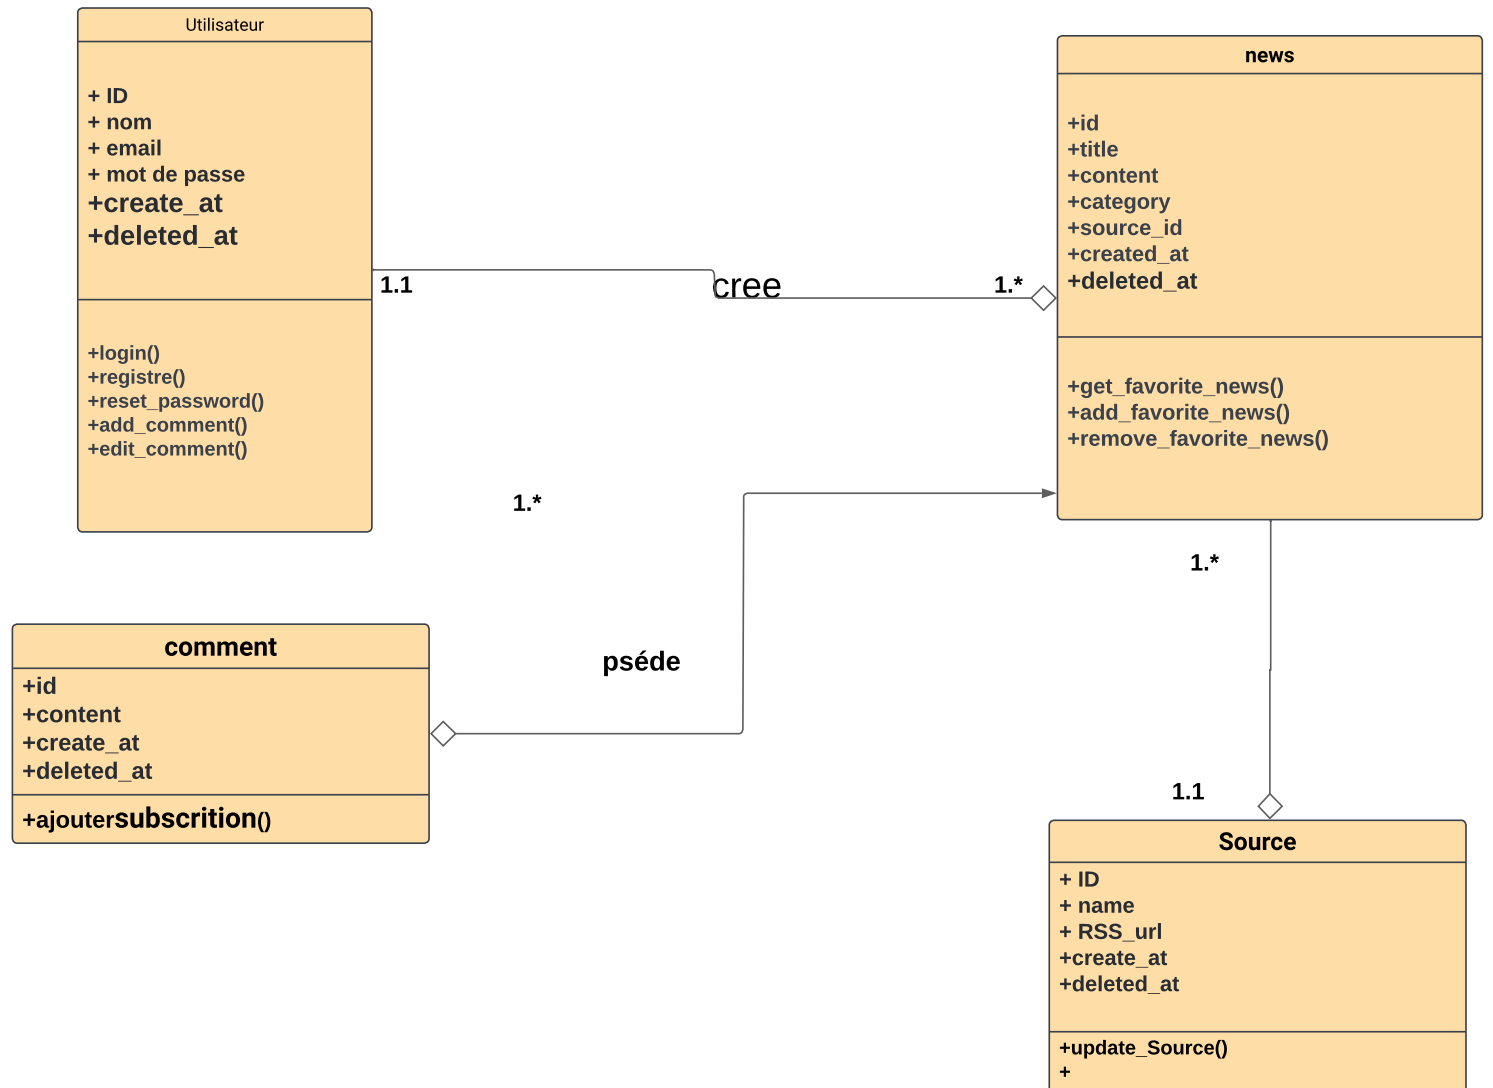 Utilisateur
+ ID
+ nom
+ email
+ mot de passe
+create_at
+deleted_at
+login()
+registre()
+reset_password()
+add_comment()
+edit_comment()
1.1
cree
1.*
news
+id
+title
+content
+category
+source_id
+created_at
+deleted_at
+get_favorite_news()
+add_favorite_news()
+remove_favorite_news()
1.*
pséde
comment
+id
+content
+create_at
+deleted_at
+ajoutersubscrition()
1.*
1.1
Source
+ ID
+ name
+ RSS_url
+create_at
+deleted_at
+update_Source()
+